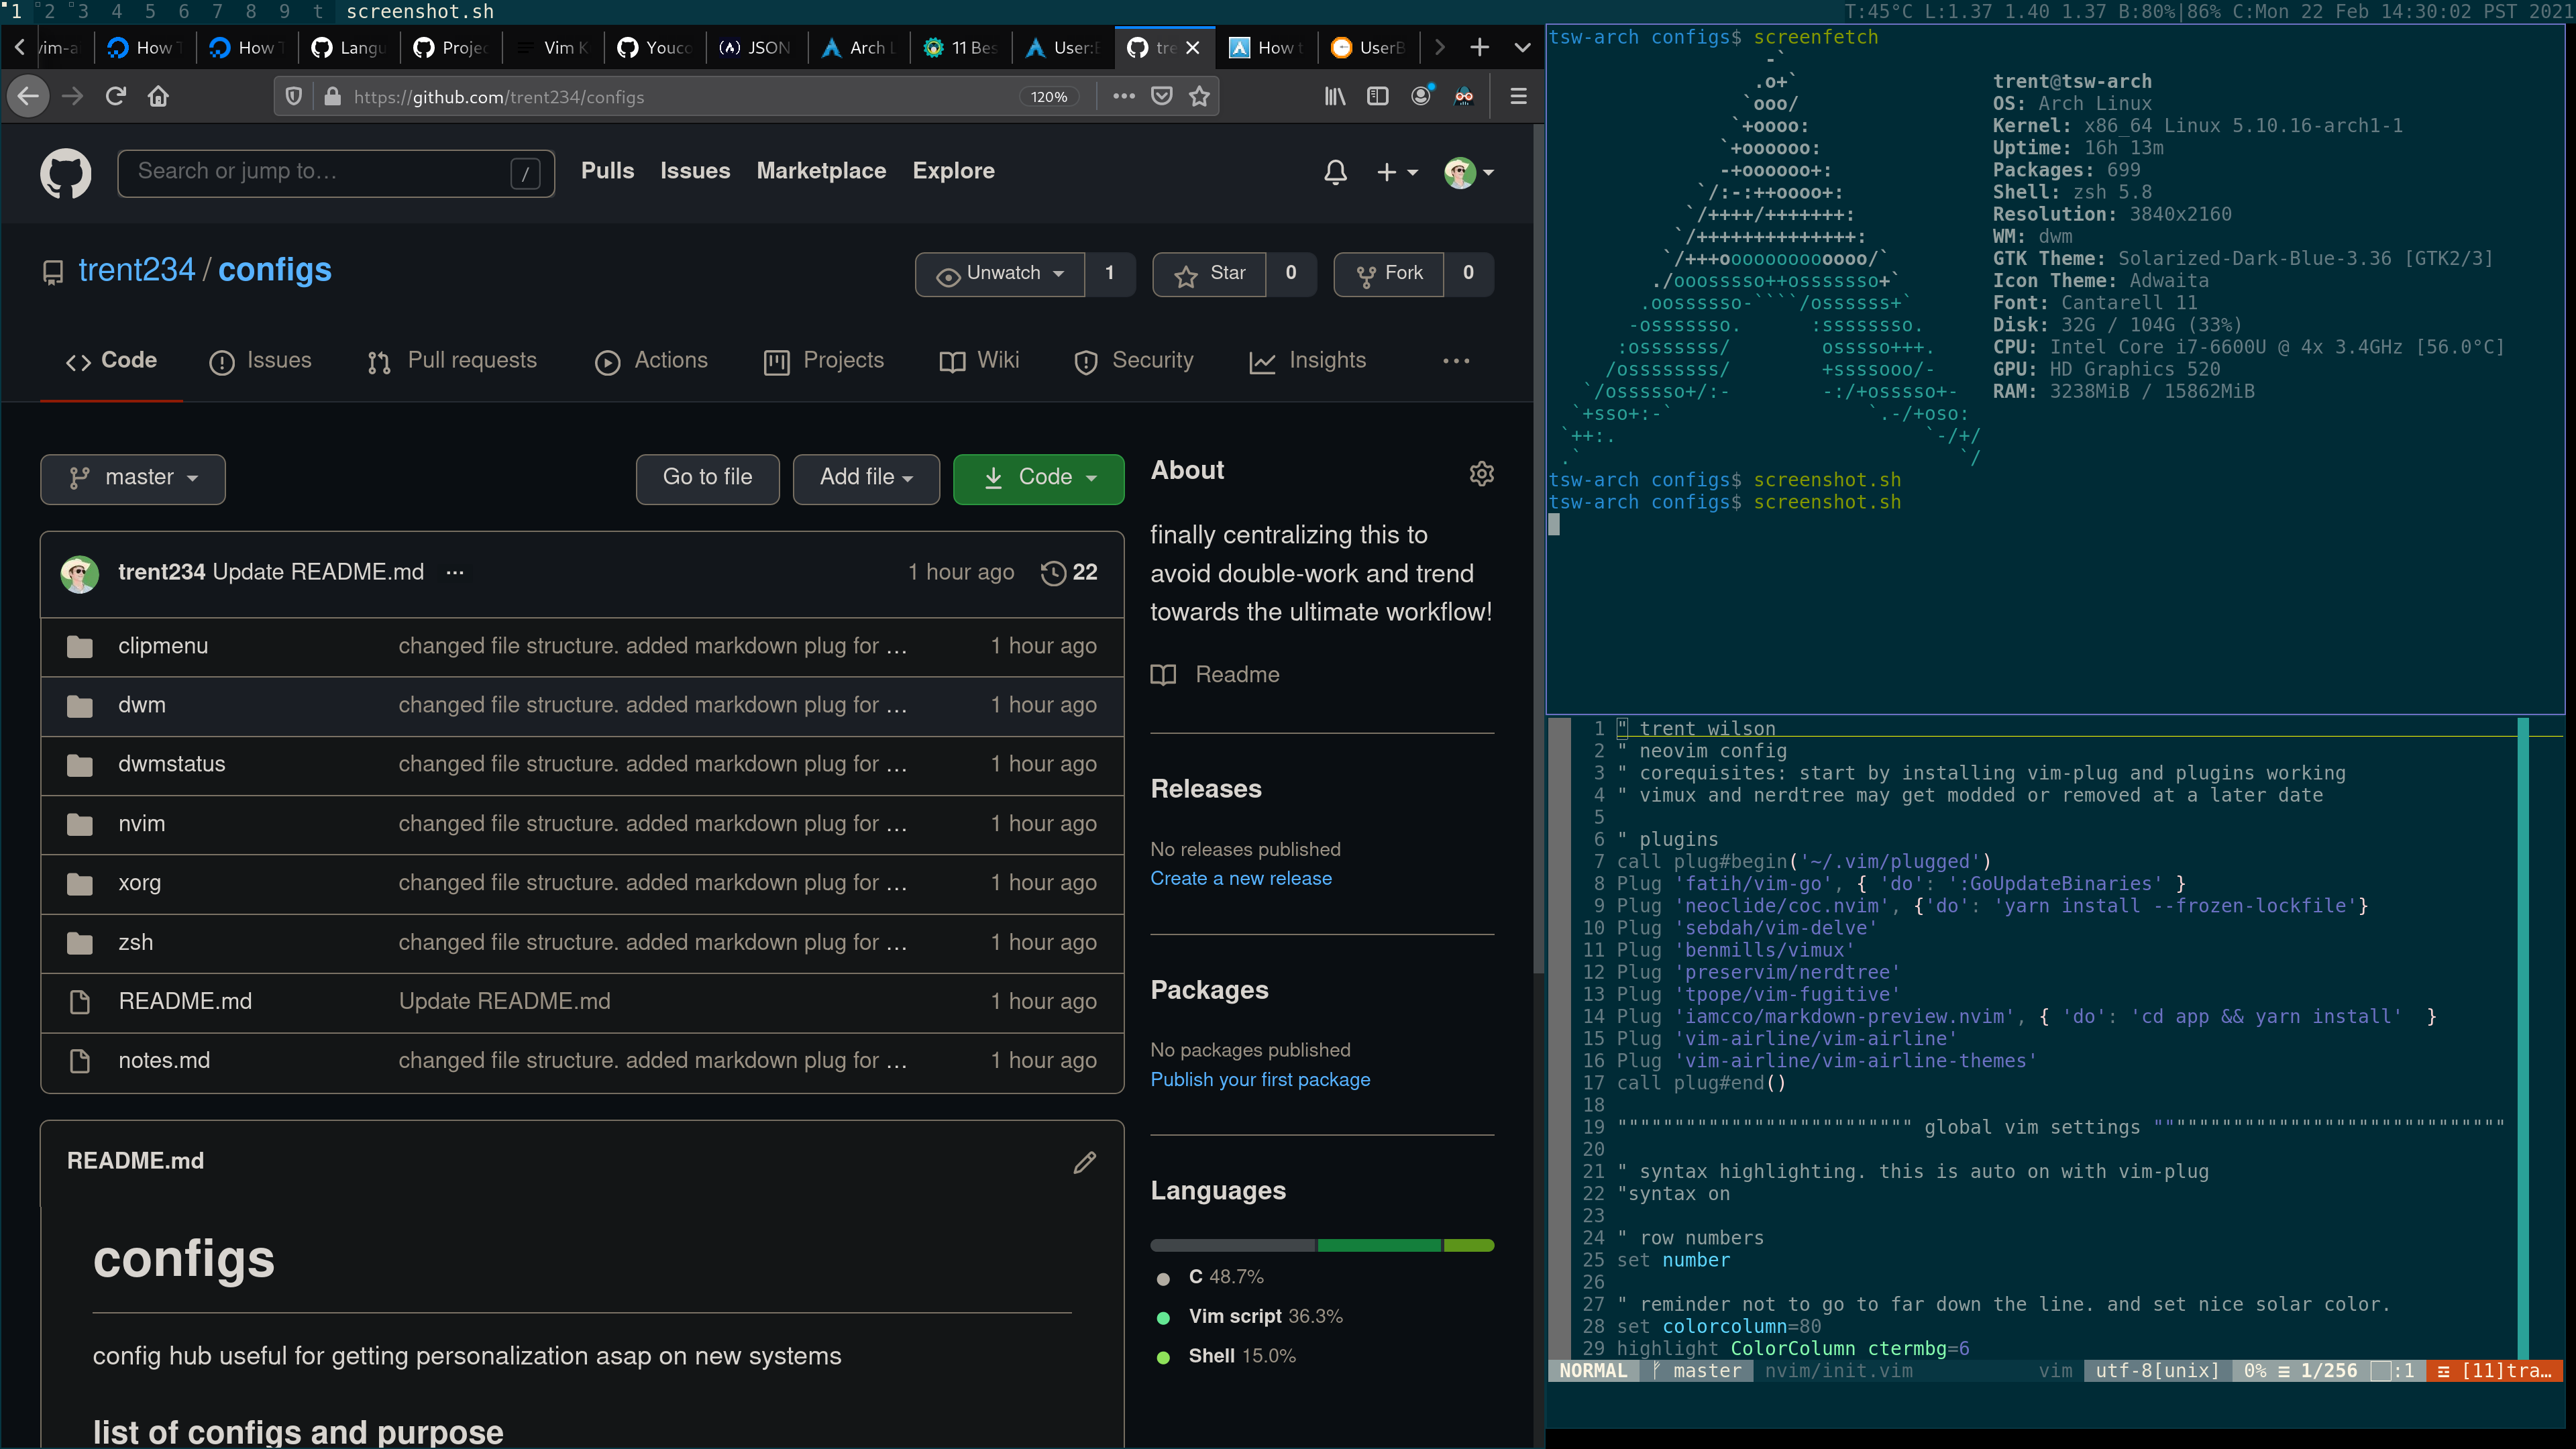 1 2 3 4 5 6 7 8 9 t screenshot.sh
T:45°C L:1.37 1.40 1.37 B:80%|86% C:Mon 22 Feb 14:30:02 PST 2021
How How Langu Projec Vim K Youco JSON Arch L 11 Bes User: tre How t UserB
https://github.com/trent234/configs 120%
Search or jump to… / Pulls Issues Marketplace Explore
trent234 / configs
Unwatch 1 Star 0 Fork 0
Code Issues Pull requests Actions Projects Wiki Security Insights
master Go to file Add file Code
trent234 Update README.md ... 1 hour ago 22
clipmenu changed file structure. added markdown plug for … 1 hour ago
dwm changed file structure. added markdown plug for … 1 hour ago
dwmstatus changed file structure. added markdown plug for … 1 hour ago
nvim changed file structure. added markdown plug for … 1 hour ago
xorg changed file structure. added markdown plug for … 1 hour ago
zsh changed file structure. added markdown plug for … 1 hour ago
README.md Update README.md 1 hour ago
notes.md changed file structure. added markdown plug for … 1 hour ago
README.md
configs
config hub useful for getting personalization asap on new systems
list of configs and purpose
About
finally centralizing this to
avoid double-work and trend
towards the ultimate workflow!
Readme
Releases
No releases published
Create a new release
Packages
No packages published
Publish your first package
Languages
C 48.7%
Vim script 36.3%
Shell 15.0%
tsw-arch configs$ screenfetch
-`
.o+` trent@tsw-arch
`ooo/ OS: Arch Linux
`+oooo: Kernel: x86_64 Linux 5.10.16-arch1-1
`+oooooo: Uptime: 16h 13m
-+oooooo+: Packages: 699
`/:-:++oooo+: Shell: zsh 5.8
`/++++/+++++++: Resolution: 3840x2160
`/++++++++++++++: WM: dwm
`/+++ooooooooooooo/` GTK Theme: Solarized-Dark-Blue-3.36 [GTK2/3]
./ooosssso++osssssso+` Icon Theme: Adwaita
.oossssso-````/ossssss+` Font: Cantarell 11
-osssssso. :ssssssso. Disk: 32G / 104G (33%)
:osssssss/ osssso+++. CPU: Intel Core i7-6600U @ 4x 3.4GHz [56.0°C]
/ossssssss/ +ssssooo/- GPU: HD Graphics 520
`/ossssso+/:- -:/+osssso+- RAM: 3238MiB / 15862MiB
`+sso+:-` `.-/+oso:
`++:. `-/+/
.` `/
tsw-arch configs$ screenshot.sh
tsw-arch configs$ screenshot.sh
1 " trent wilson
2 " neovim config
3 " corequisites: start by installing vim-plug and plugins working
4 " vimux and nerdtree may get modded or removed at a later date
5
6 " plugins
7 call plug#begin('~/.vim/plugged')
8 Plug 'fatih/vim-go', { 'do': ':GoUpdateBinaries' }
9 Plug 'neoclide/coc.nvim', {'do': 'yarn install --frozen-lockfile'}
10 Plug 'sebdah/vim-delve'
11 Plug 'benmills/vimux'
12 Plug 'preservim/nerdtree'
13 Plug 'tpope/vim-fugitive'
14 Plug 'iamcco/markdown-preview.nvim', { 'do': 'cd app && yarn install' }
15 Plug 'vim-airline/vim-airline'
16 Plug 'vim-airline/vim-airline-themes'
17 call plug#end()
18
19 """""""""""""""""""""""""" global vim settings """""""""""""""""""""""""""""""
20
21 " syntax highlighting. this is auto on with vim-plug
22 "syntax on
23
24 " row numbers
25 set number
26
27 " reminder not to go to far down the line. and set nice solar color.
28 set colorcolumn=80
29 highlight ColorColumn ctermbg=6
NORMAL master nvim/init.vim vim utf-8[unix] 0% ≡ 1/256 :1 [11]tra…